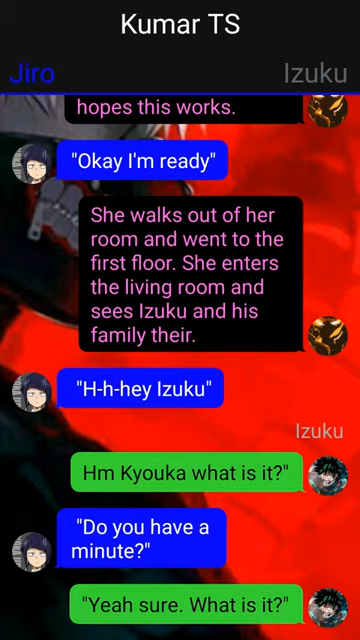 Kumar TS
Jiro
Izuku
hopes this works.
"Okay I'm ready"
She walks out of her
room and went to the
first floor. She enters
the living room and
sees Izuku and his
family their.
"H-h-hey Izuku"
Izuku
Hm Kyouka what is it?"
"Do you have a
minute?"
"Yeah sure. What is it?"